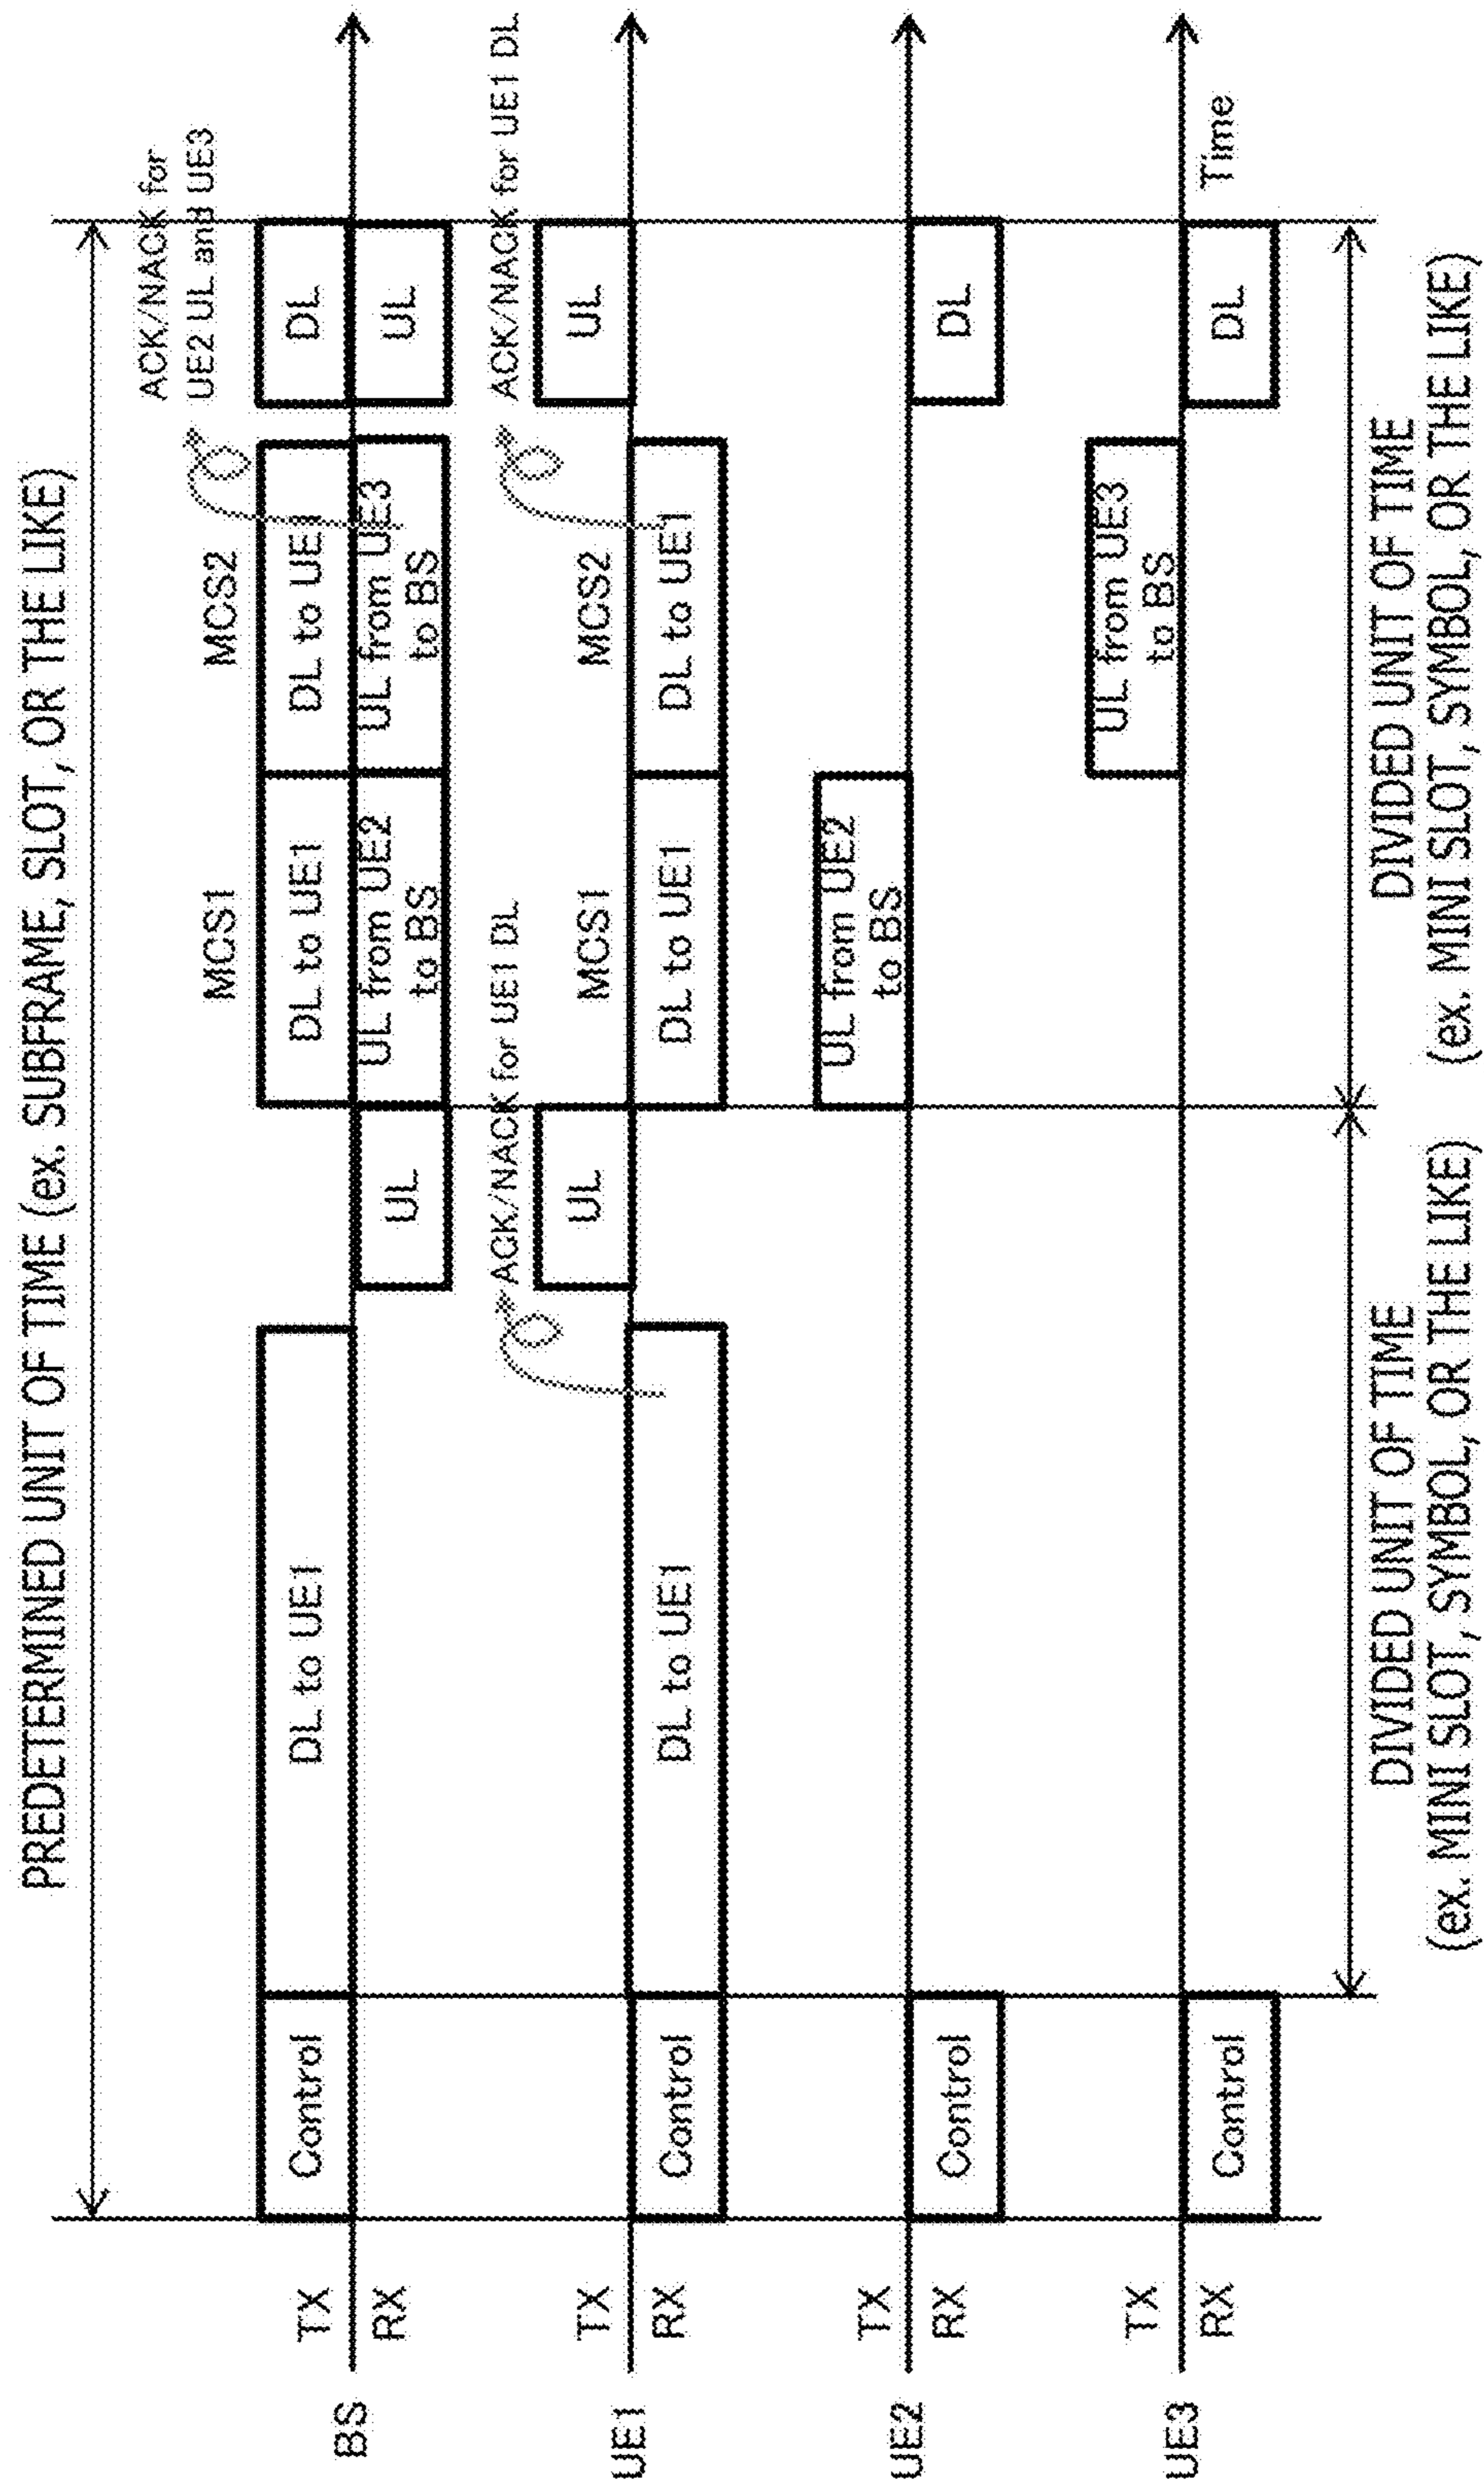 PREDETERMINED UNIT OF TIME (ex. SUBFRAME, SLOT, OR THE LIKE)
ACK/NACK for
UE2 UL and UE3
MCS1
MCS2
BS
TX
RX
Control
DL to UE1
UL
DL to UE1
UL from UE2
to BS
DL to UE1
UL from UE3
to BS
DL
UL
ACK/NACK for UE1 DL
ACK/NACK for UE1 DL
MCS1
MCS2
UE1
TX
RX
Control
DL to UE1
UL
DL to UE1
DL to UE1
UL
UE2
TX
RX
Control
UL from UE2
to BS
DL
UE3
TX
RX
Control
UL from UE3
to BS
DL
Time
DIVIDED UNIT OF TIME
(ex. MINI SLOT, SYMBOL, OR THE LIKE)
DIVIDED UNIT OF TIME
(ex. MINI SLOT, SYMBOL, OR THE LIKE)